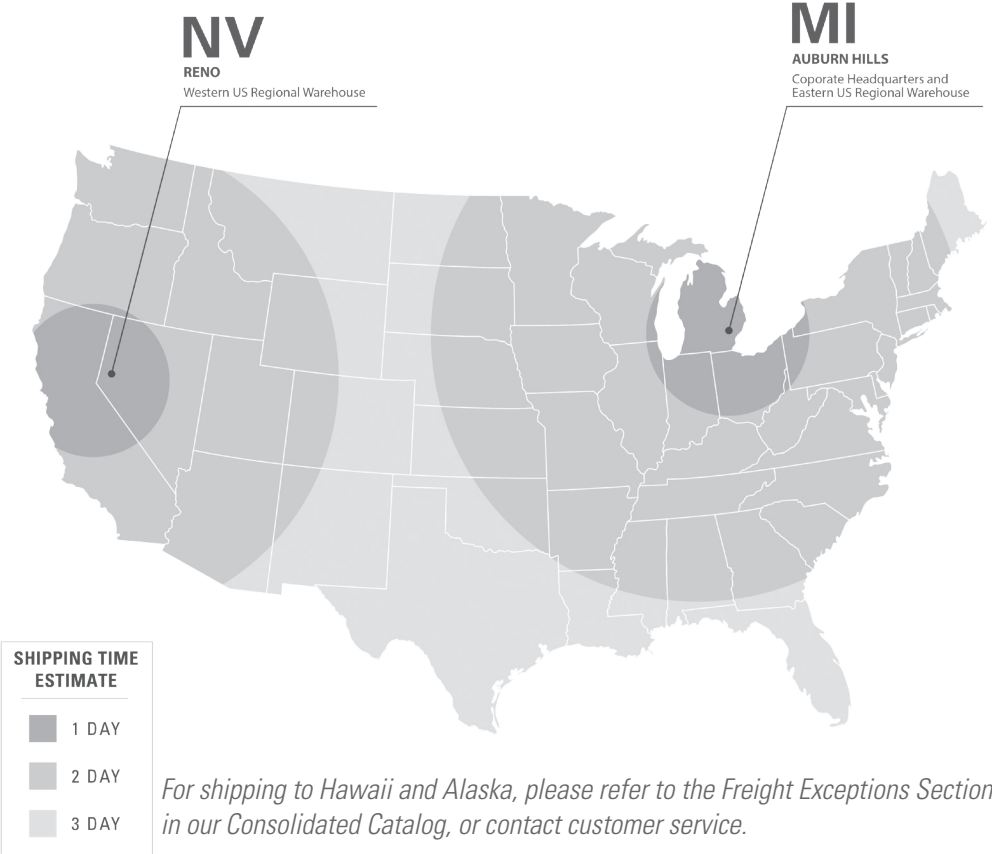 NV
RENO
Western US Regional Warehouse
MI
AUBURN HILLS
Coporate Headquarters and
Eastern US Regional Warehouse
SHIPPING TIME
ESTIMATE
1 DAY
2 DAY
3 DAY
For shipping to Hawaii and Alaska, please refer to the Freight Exceptions Section
in our Consolidated Catalog, or contact customer service.